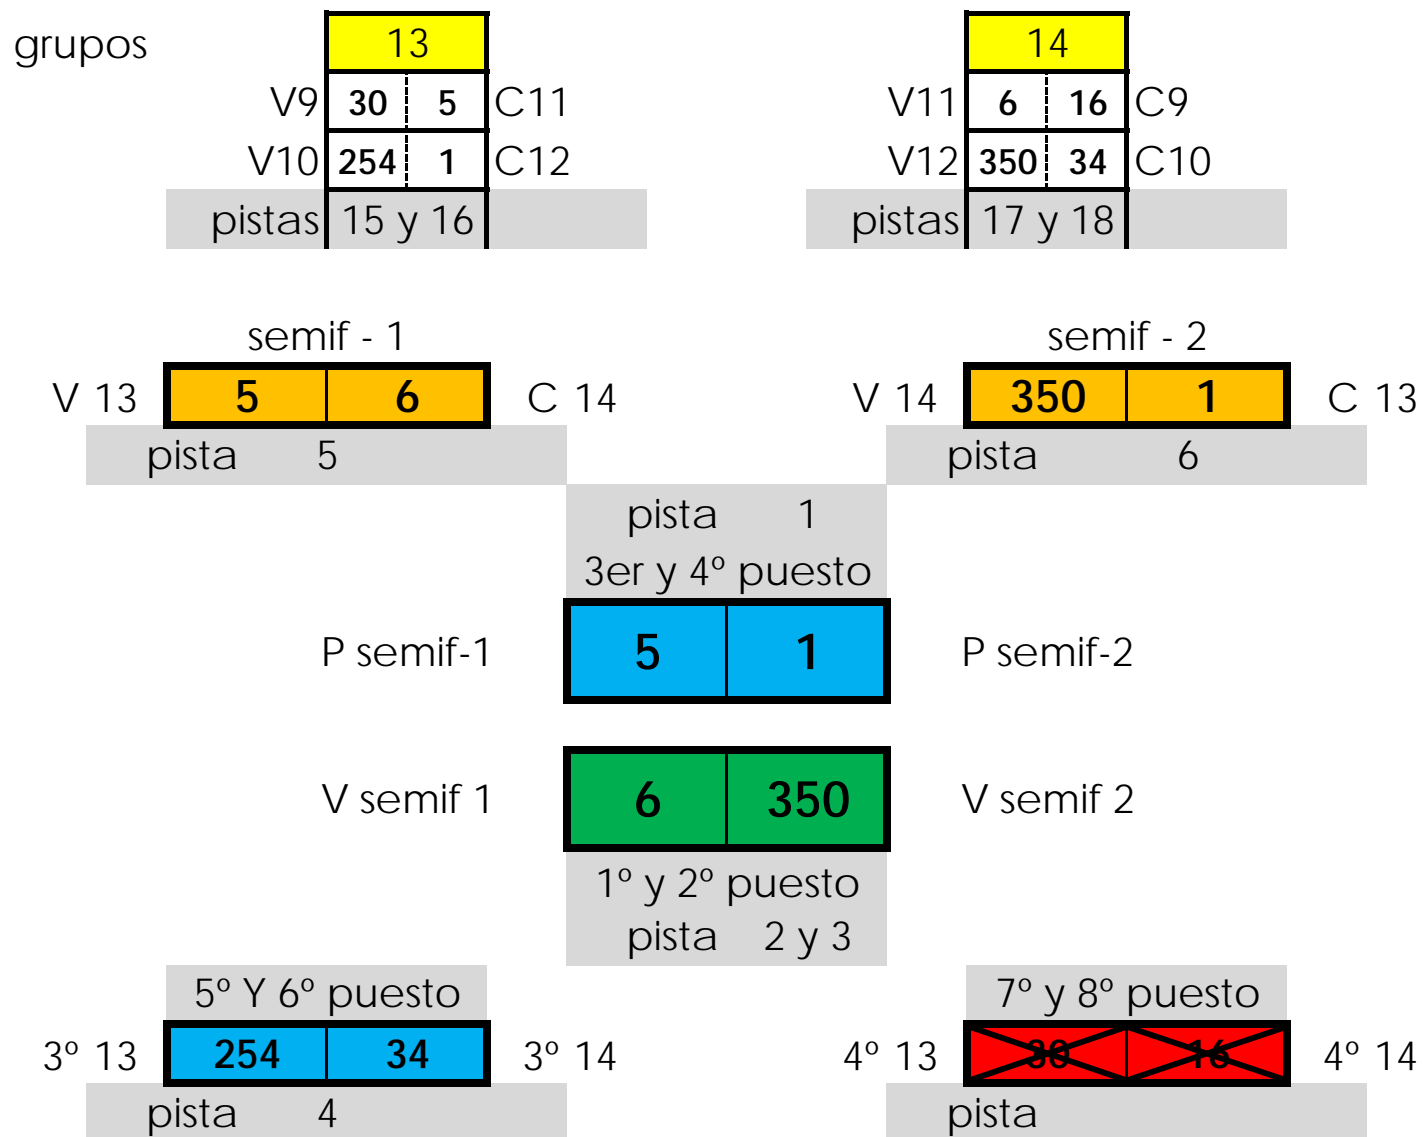 grupos 13 14
V9 30 5 C11 V11 6 16 C9
V10 254 1 C12 V12 350 34 C10
pistas 15 y 16 pistas 17 y 18
semif - 1 semif - 2
V 13 5 6 C 14 V 14 350 1 C 13
pista 5 pista 6
pista 1
3er y 4º puesto
P semif-1 5 1 P semif-2
V semif 1 6 350 V semif 2
1º y 2º puesto
pista 2 y 3
5º Y 6º puesto 7º y 8º puesto
3º 13 254 34 3º 14 4º 13 30 16 4º 14
pista 4 pista